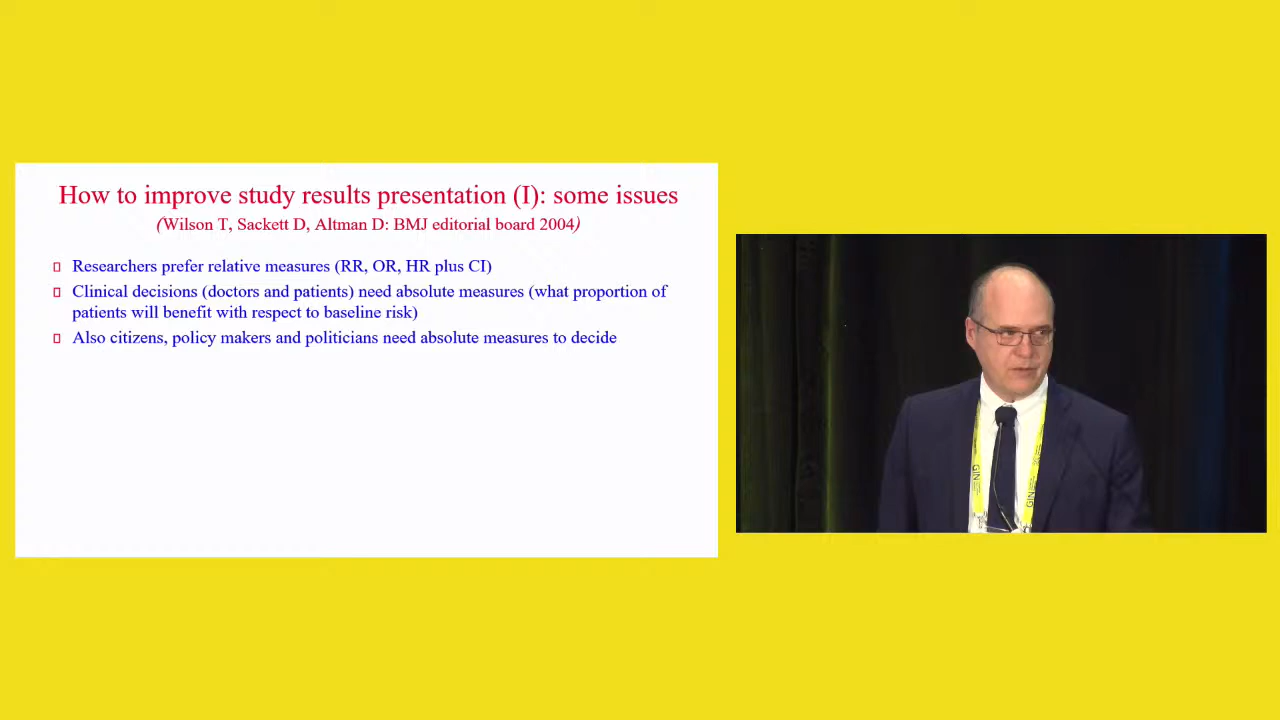 How to improve study results presentation (I): some issues
(Wilson T, Sackett D, Altman D: BMJ editorial board 2004)
Researchers prefer relative measures (RR, OR, HR plus CI)
Clinical decisions (doctors and patients) need absolute measures (what proportion of
patients will benefit with respect to baseline risk)
Also citizens, policy makers and politicians need absolute measures to decide
GIN
GIN